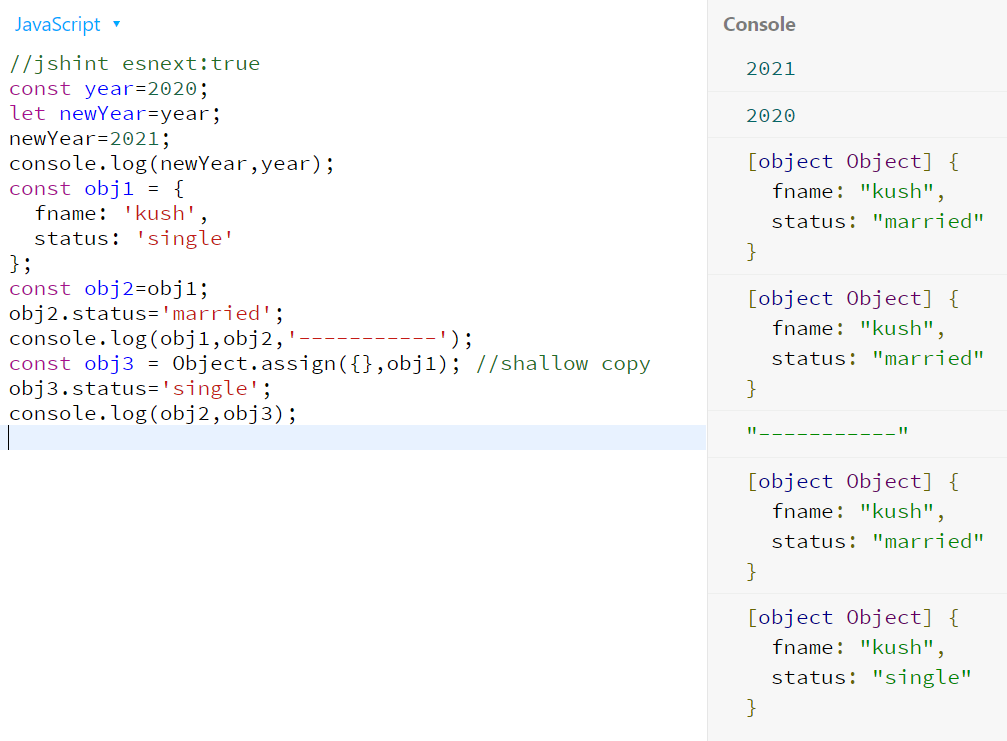 JavaScript ▾
//jshint esnext:true
const year=2020;
let newYear=year;
newYear=2021;
console.log(newYear,year);
const obj1 = {
  fname: 'kush',
  status: 'single'
};
const obj2=obj1;
obj2.status='married';
console.log(obj1,obj2,'-----------');
const obj3 = Object.assign({},obj1); //shallow copy
obj3.status='single';
console.log(obj2,obj3);
Console
2021
2020
[object Object] {
  fname: "kush",
  status: "married"
}
[object Object] {
  fname: "kush",
  status: "married"
}
"-----------"
[object Object] {
  fname: "kush",
  status: "married"
}
[object Object] {
  fname: "kush",
  status: "single"
}